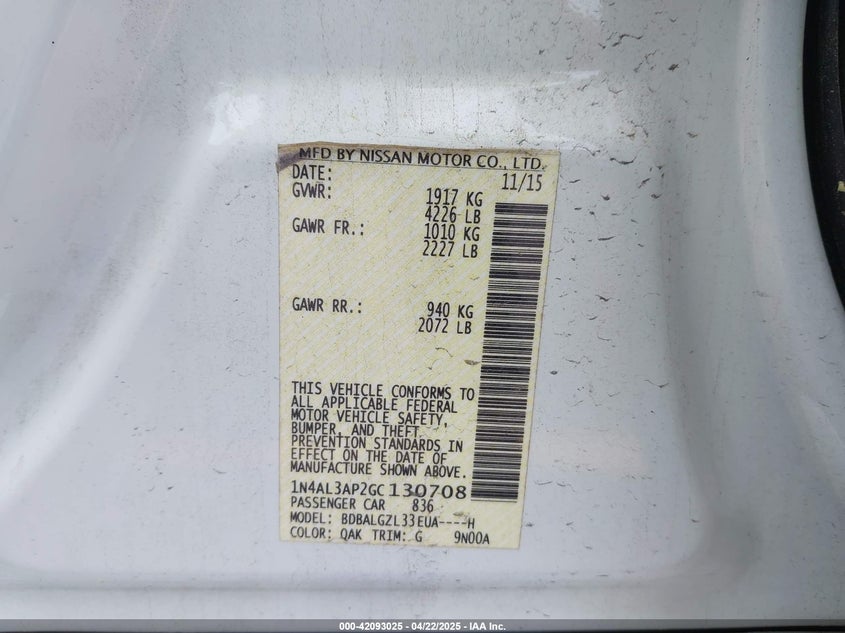 MFD BY NISSAN MOTOR CO., LTD.
DATE: 11/15
GVWR: 1917 KG
4226 LB
GAWR FR.: 1010 KG
2227 LB
GAWR RR.: 940 KG
2072 LB
THIS VEHICLE CONFORMS TO
ALL APPLICABLE FEDERAL
MOTOR VEHICLE SAFETY,
BUMPER, AND THEFT
PREVENTION STANDARDS IN
EFFECT ON THE DATE OF
MANUFACTURE SHOWN ABOVE.
1N4AL3AP2GC130708
PASSENGER CAR 836
MODEL: BDBALGZL33EUA----H
COLOR: QAK TRIM: G 9N00A
000-42093025 - 04/22/2025 - IAA Inc.